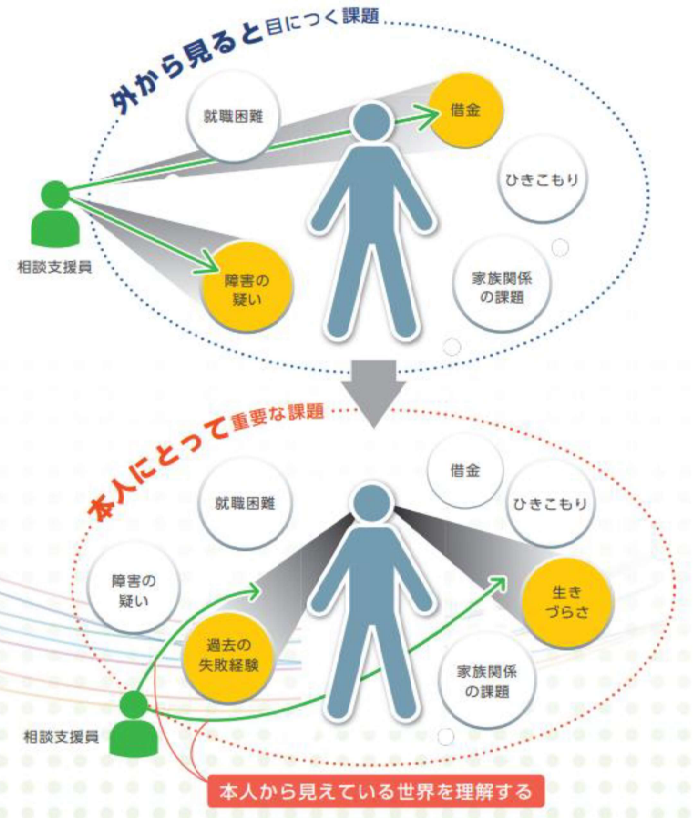 外から見ると目につく課題
就職困難
借金
ひきこもり
相談支援員
障害の
疑い
家族関係
の課題
本人にとって重要な課題
借金
就職困難
ひきこもり
障害の
疑い
生き
づらさ
過去の
失敗経験
家族関係
の課題
相談支援員
本人から見えている世界を理解する